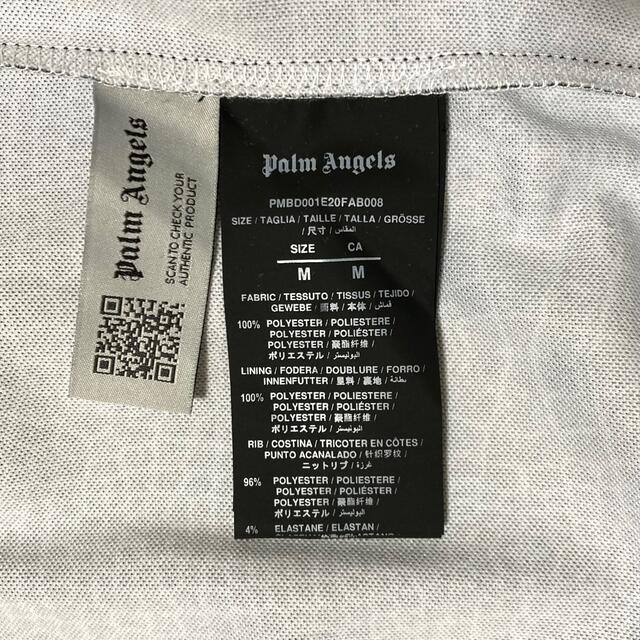 Palm Angels
SCAN TO CHECK YOUR
AUTHENTIC PRODUCT
Palm Angels
PMBD001E20FAB008
SIZE / TAGLIA / TAILLE / TALLA / GRÖSSE
/ 尺寸 / المقاس
SIZE CA
M M
FABRIC / TESSUTO / TISSUS / TEJIDO /
GEWEBE / 面料 / 本体 / قماش
100% POLYESTER / POLIESTERE /
POLYESTER / POLIÉSTER /
POLYESTER / 聚酯纤维 /
ポリエステル / البوليستر
LINING / FODERA / DOUBLURE / FORRO /
INNENFUTTER / 里料 / 裏地 / بطانة
100% POLYESTER / POLIESTERE /
POLYESTER / POLIÉSTER /
POLYESTER / 聚酯纤维 /
ポリエステル / البوليستر
RIB / COSTINA / TRICOTER EN CÔTES /
PUNTO ACANALADO / 针织罗纹 /
ニットリブ / غرزة
96% POLYESTER / POLIESTERE /
POLYESTER / POLIÉSTER /
POLYESTER / 聚酯纤维 /
ポリエステル / البوليستر
4% ELASTANE / ELASTAN /